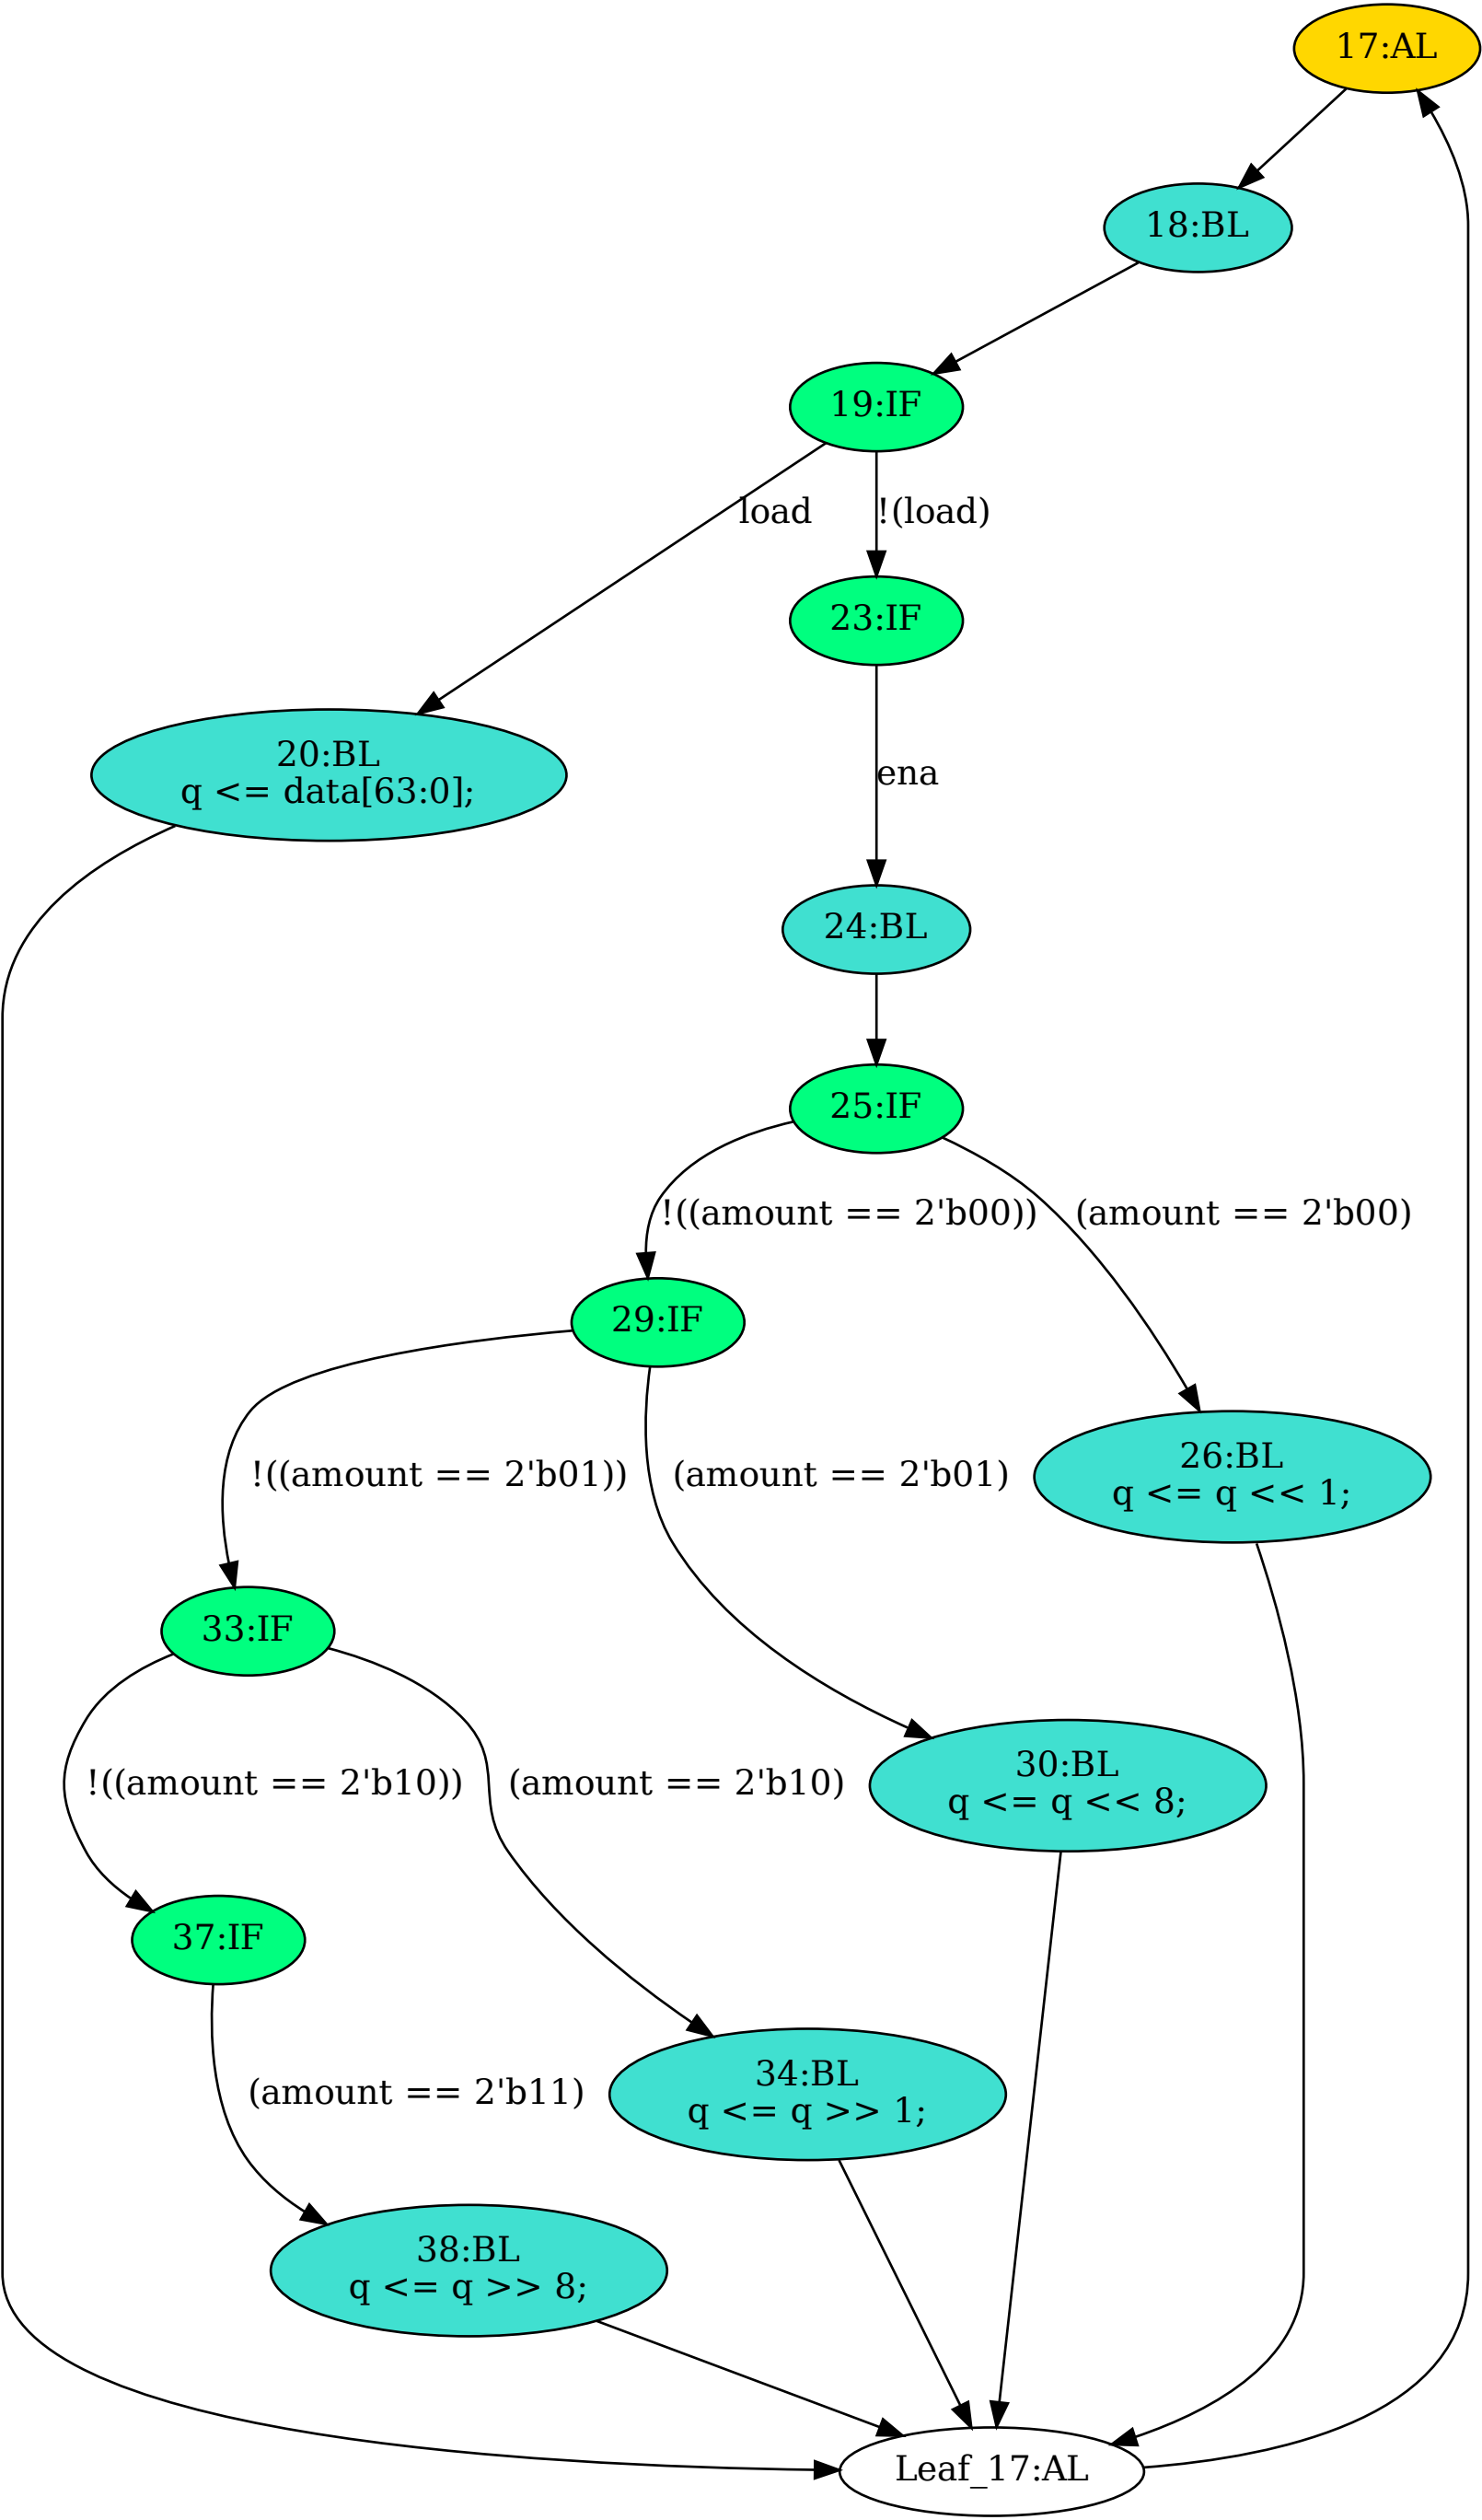 17:AL
18:BL
19:IF
load
!(load)
23:IF
20:BL
q <= data[63:0];
ena
24:BL
25:IF
!((amount == 2'b00))
(amount == 2'b00)
29:IF
!((amount == 2'b01))
(amount == 2'b01)
26:BL
q <= q << 1;
33:IF
!((amount == 2'b10))
(amount == 2'b10)
30:BL
q <= q << 8;
37:IF
(amount == 2'b11)
34:BL
q <= q >> 1;
38:BL
q <= q >> 8;
Leaf_17:AL